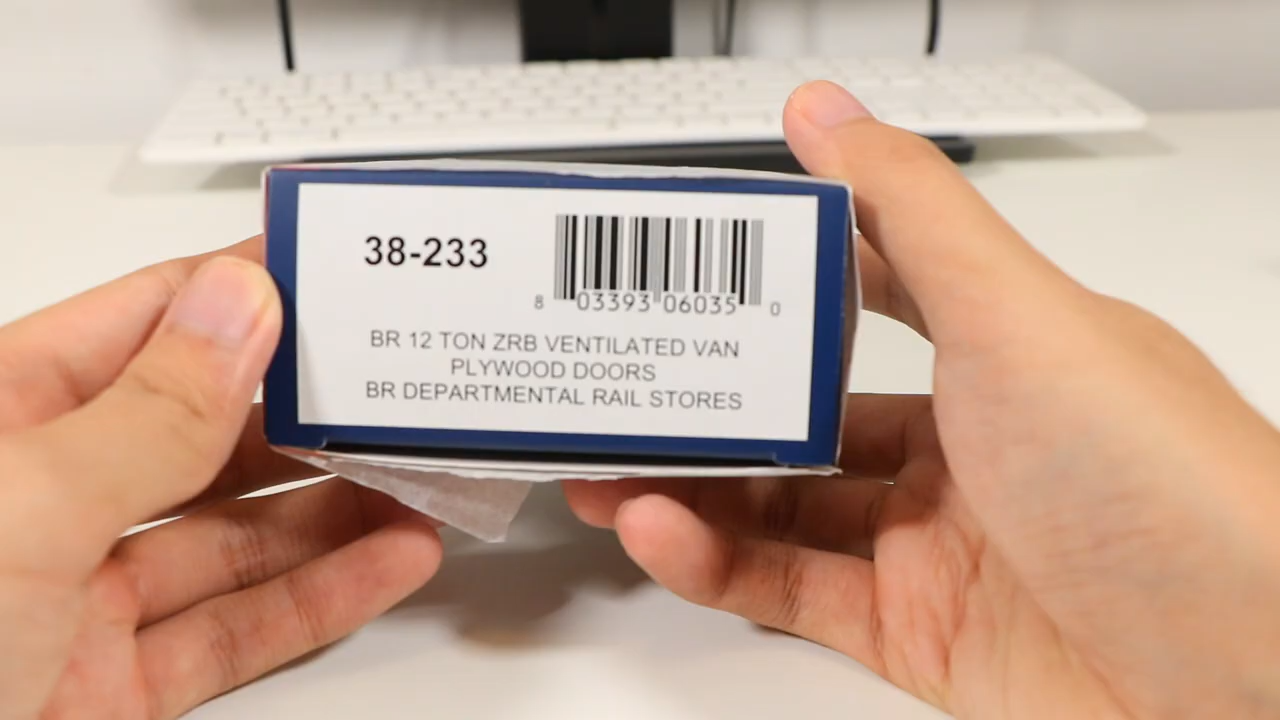 38-233
8 03393 06035 0
BR 12 TON ZRB VENTILATED VAN
PLYWOOD DOORS
BR DEPARTMENTAL RAIL STORES